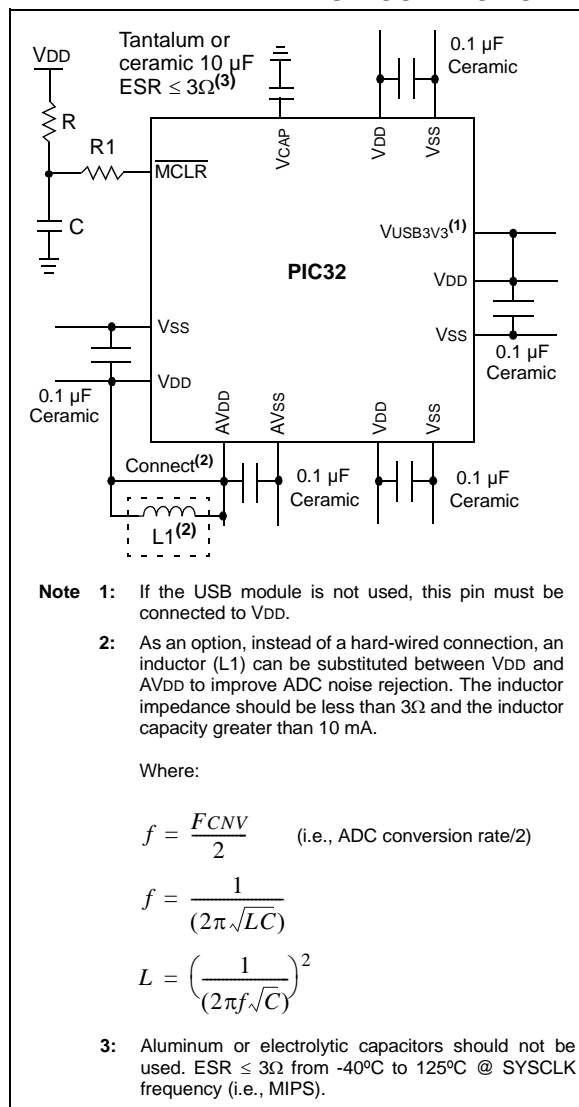 VDD
Tantalum or
ceramic 10 µF
ESR ≤ 3Ω(3)
0.1 µF
Ceramic
R
R1
MCLR
C
VCAP
VDD
VSS
VUSB3V3(1)
VDD
VSS
0.1 µF
Ceramic
PIC32
VSS
VDD
0.1 µF
Ceramic
AVDD
AVSS
VDD
VSS
Connect(2)
L1(2)
0.1 µF
Ceramic
0.1 µF
Ceramic
Note 1: If the USB module is not used, this pin must be
connected to VDD.
2: As an option, instead of a hard-wired connection, an
inductor (L1) can be substituted between VDD and
AVDD to improve ADC noise rejection. The inductor
impedance should be less than 3Ω and the inductor
capacity greater than 10 mA.
Where:
f = FCNV/2 (i.e., ADC conversion rate/2)
f = 1/(2π√LC)
L = (1/(2πf√C))²
3: Aluminum or electrolytic capacitors should not be
used. ESR ≤ 3Ω from -40ºC to 125ºC @ SYSCLK
frequency (i.e., MIPS).